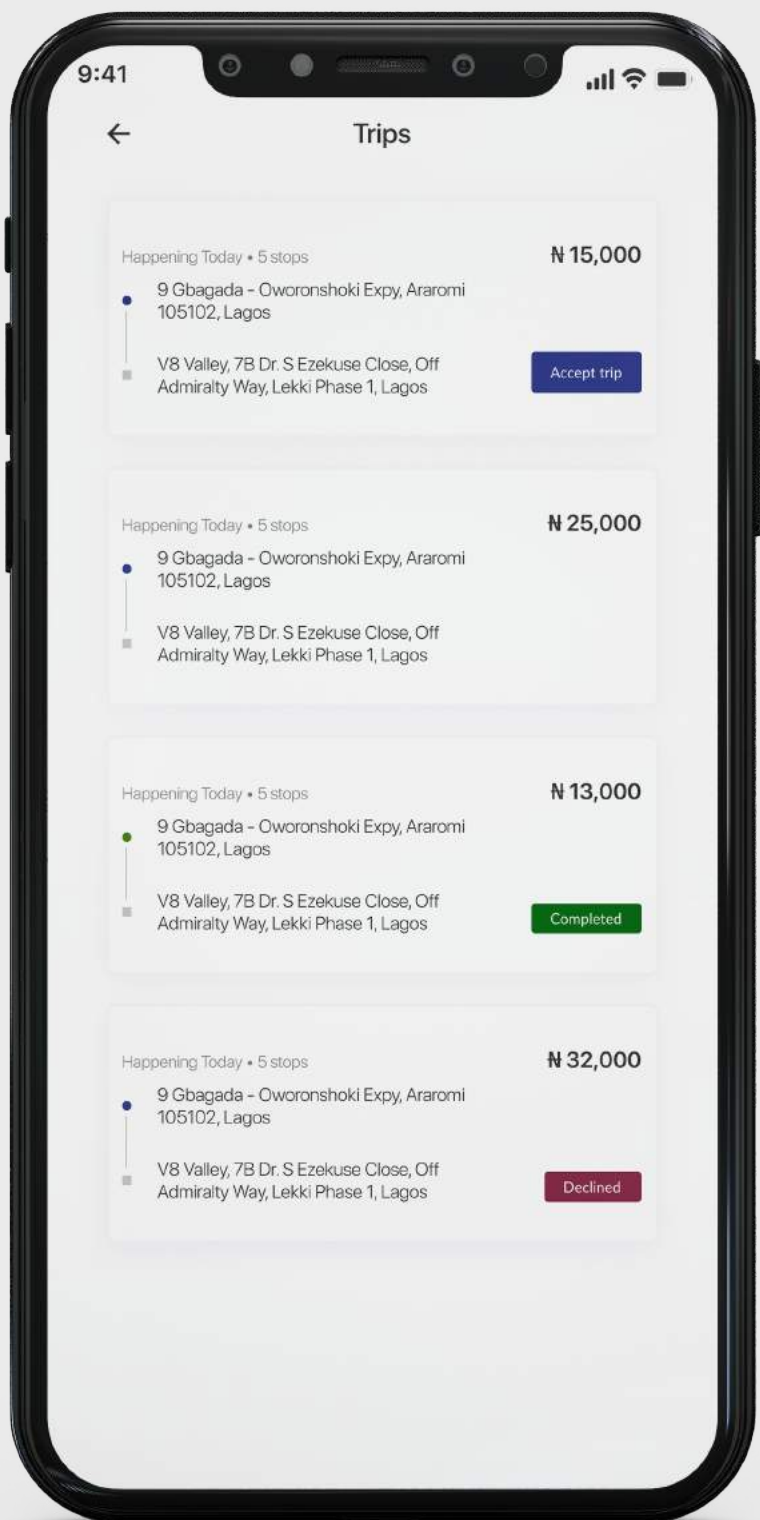 9:41
Trips
Happening Today • 5 stops
₦ 15,000
9 Gbagada - Oworonshoki Expy, Araromi
105102, Lagos
V8 Valley, 7B Dr. S Ezekuse Close, Off
Admiralty Way, Lekki Phase 1, Lagos
Accept trip
Happening Today • 5 stops
₦ 25,000
9 Gbagada - Oworonshoki Expy, Araromi
105102, Lagos
V8 Valley, 7B Dr. S Ezekuse Close, Off
Admiralty Way, Lekki Phase 1, Lagos
Happening Today • 5 stops
₦ 13,000
9 Gbagada - Oworonshoki Expy, Araromi
105102, Lagos
V8 Valley, 7B Dr. S Ezekuse Close, Off
Admiralty Way, Lekki Phase 1, Lagos
Completed
Happening Today • 5 stops
₦ 32,000
9 Gbagada - Oworonshoki Expy, Araromi
105102, Lagos
V8 Valley, 7B Dr. S Ezekuse Close, Off
Admiralty Way, Lekki Phase 1, Lagos
Declined